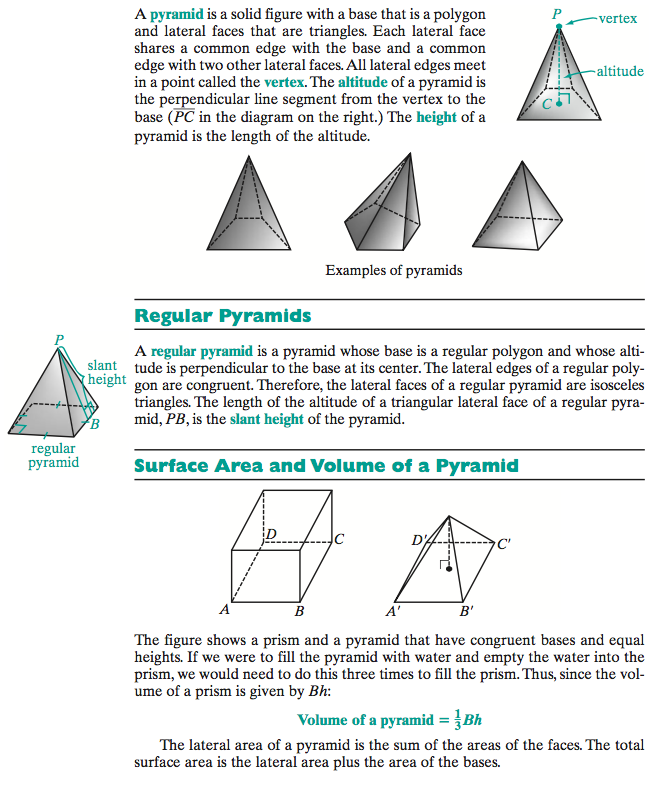 A pyramid is a solid figure with a base that is a polygon
and lateral faces that are triangles. Each lateral face
shares a common edge with the base and a common
edge with two other lateral faces. All lateral edges meet
in a point called the vertex. The altitude of a pyramid is
the perpendicular line segment from the vertex to the
base (PC in the diagram on the right.) The height of a
pyramid is the length of the altitude.
P
vertex
altitude
C
Examples of pyramids
Regular Pyramids
A regular pyramid is a pyramid whose base is a regular polygon and whose alti-
tude is perpendicular to the base at its center. The lateral edges of a regular poly-
gon are congruent. Therefore, the lateral faces of a regular pyramid are isosceles
triangles. The length of the altitude of a triangular lateral face of a regular pyra-
mid, PB, is the slant height of the pyramid.
P
slant
height
B
regular
pyramid
Surface Area and Volume of a Pyramid
D
C
A
B
D'
C'
A'
B'
The figure shows a prism and a pyramid that have congruent bases and equal
heights. If we were to fill the pyramid with water and empty the water into the
prism, we would need to do this three times to fill the prism. Thus, since the vol-
ume of a prism is given by Bh:
Volume of a pyramid = 1/3 Bh
The lateral area of a pyramid is the sum of the areas of the faces. The total
surface area is the lateral area plus the area of the bases.